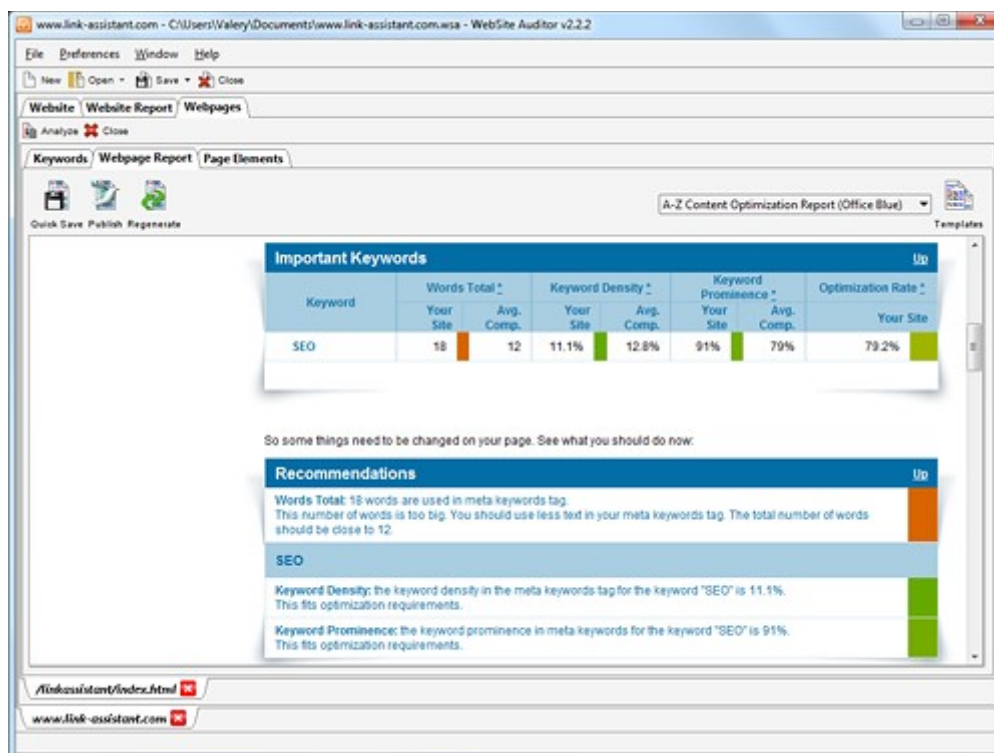 www.link-assistant.com - C:\Users\Valery\Documents\www.link-assistant.com.wsa - WebSite Auditor v2.2.2
File Preferences Window Help
New Open Save Close
Website Website Report Webpages
Analyze Close
Keywords Webpage Report Page Elements
A-Z Content Optimization Report (Office Blue)
Quick Save Publish Regenerate Templates
Important Keywords Up
Keyword Words Total * Keyword Density * Keyword Prominence * Optimization Rate *
Your Site Avg. Comp. Your Site Avg. Comp. Your Site Avg. Comp. Your Site
SEO 18 12 11.1% 12.8% 91% 79% 79.2%
So some things need to be changed on your page. See what you should do now:
Recommendations Up
Words Total: 18 words are used in meta keywords tag.
This number of words is too big. You should use less text in your meta keywords tag. The total number of words
should be close to 12.
SEO
Keyword Density: the keyword density in the meta keywords tag for the keyword "SEO" is 11.1%.
This fits optimization requirements.
Keyword Prominence: the keyword prominence in meta keywords for the keyword "SEO" is 91%.
This fits optimization requirements.
/linkassistant/index.html
www.link-assistant.com